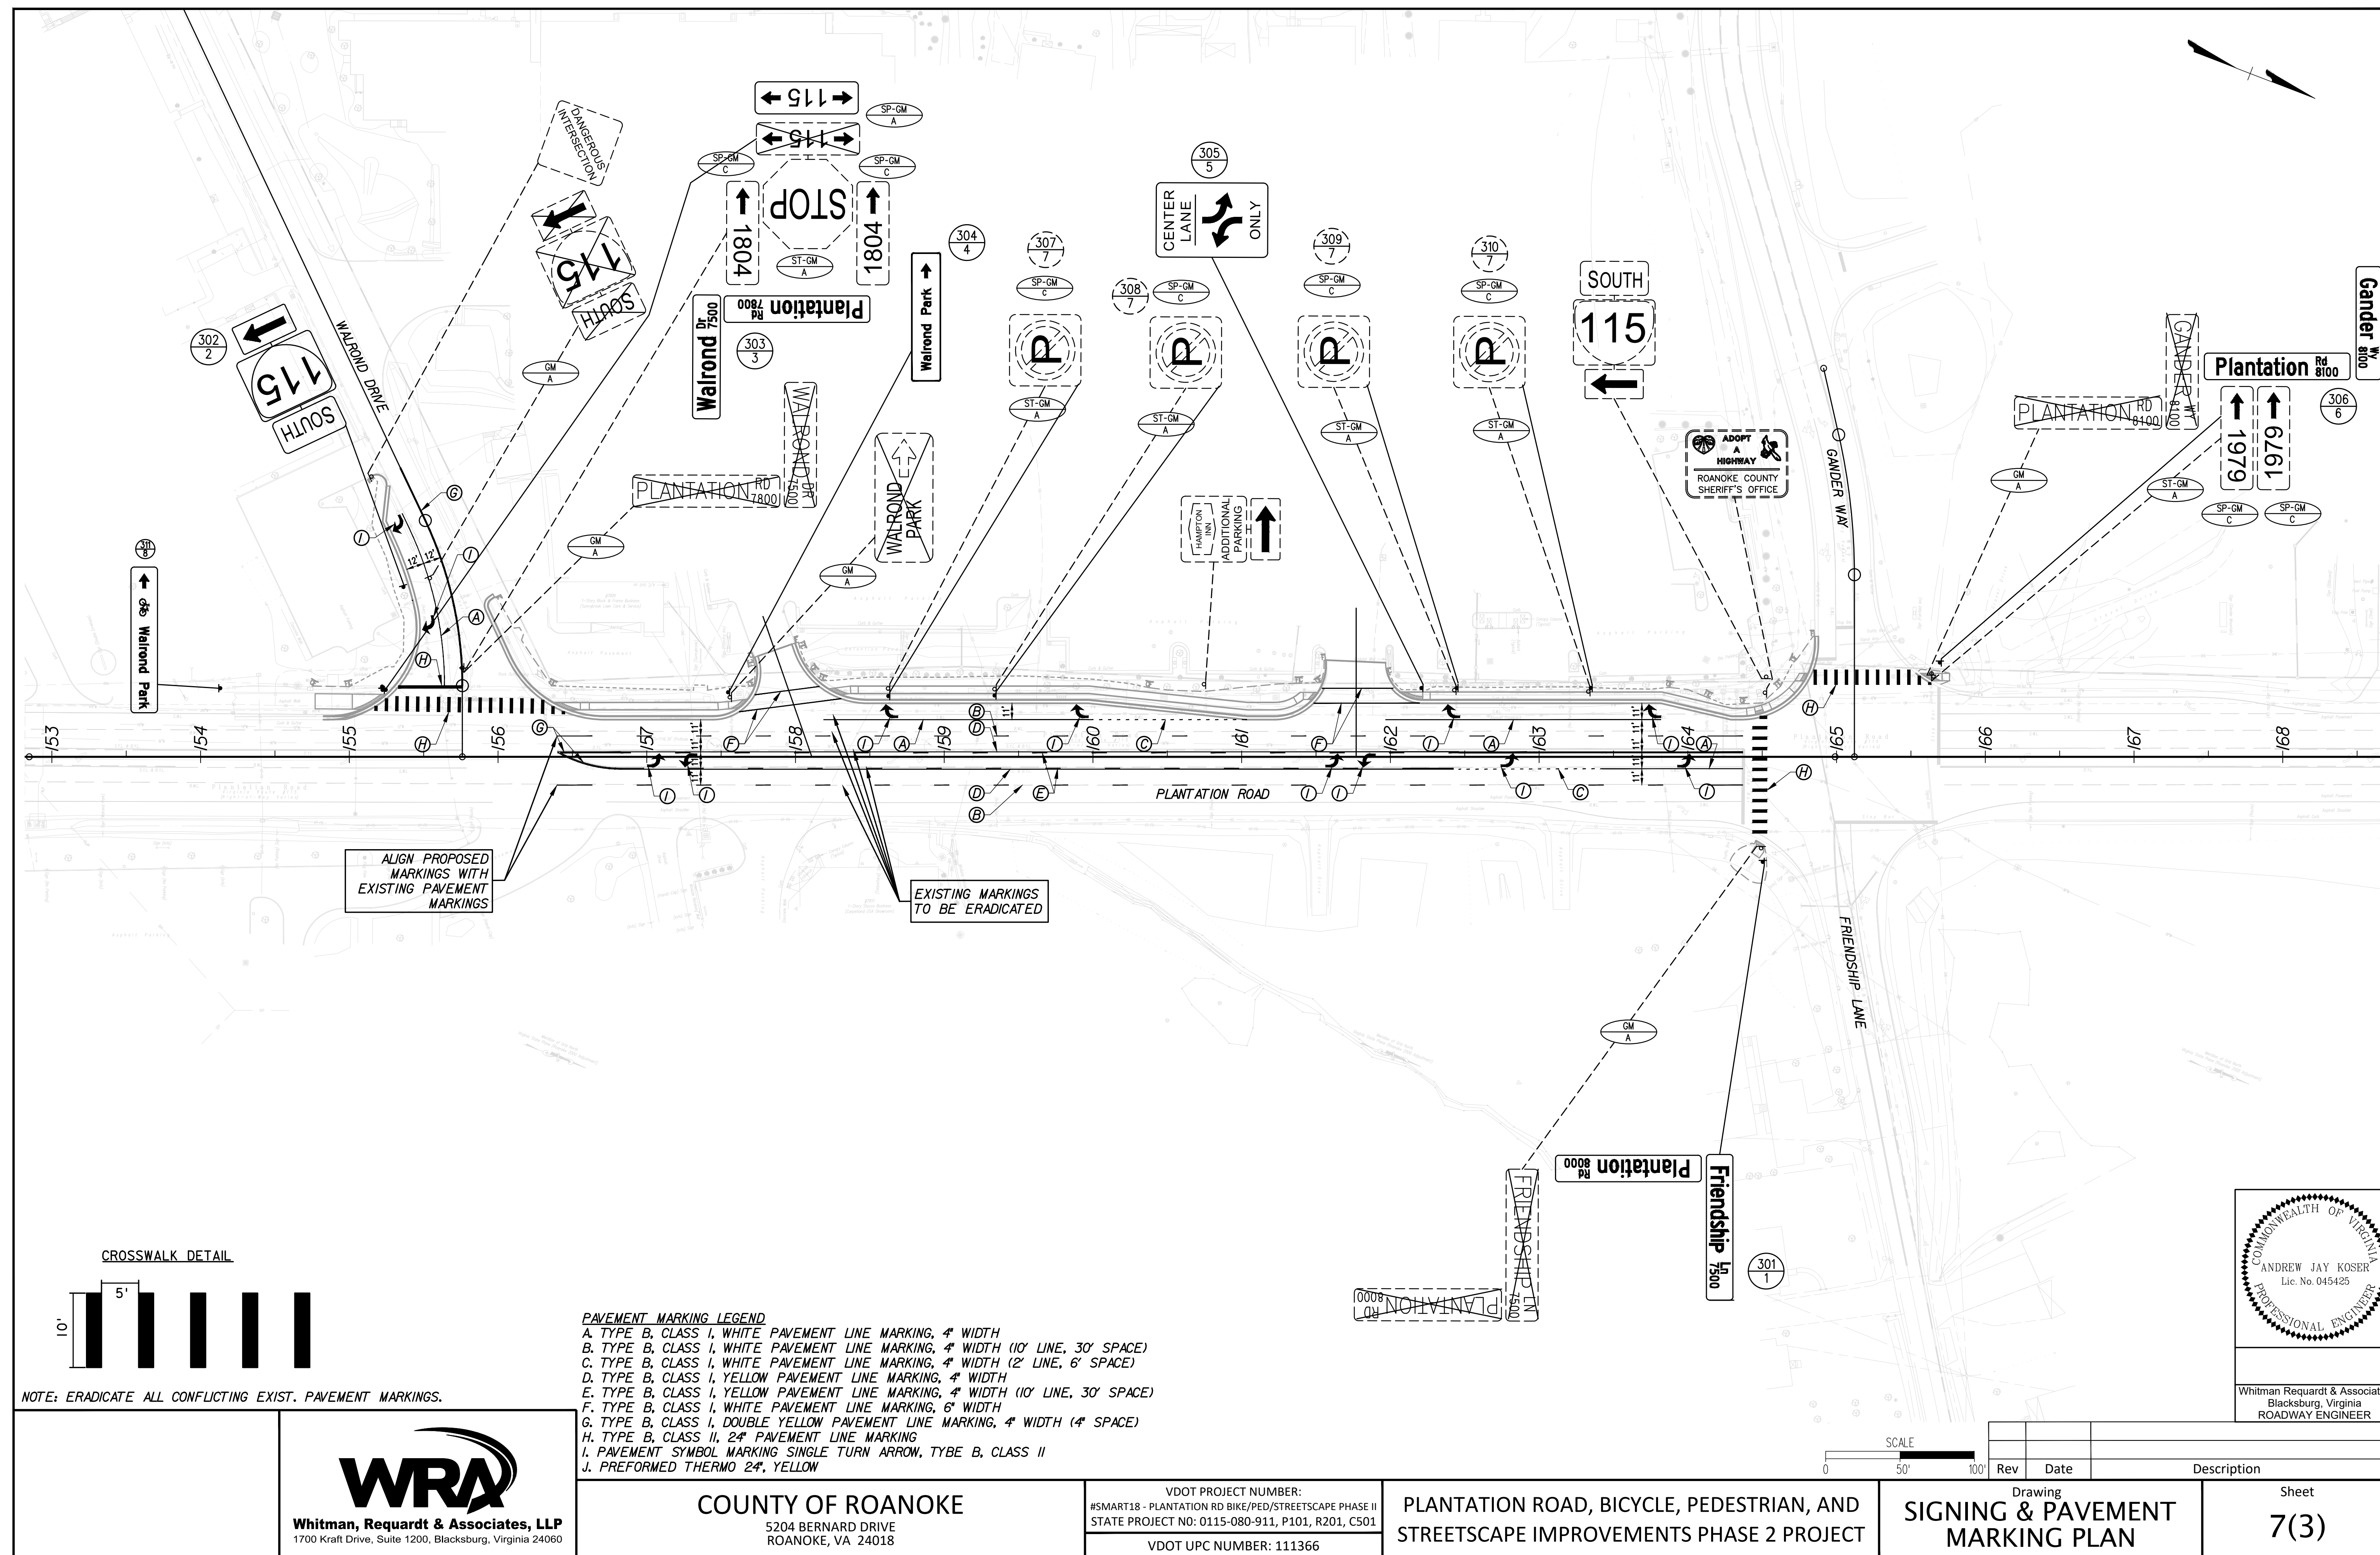 115
SP-GM
A
115
SP-GM
C
SP-GM
C
1804
STOP
1804
ST-GM
A
DANGEROUS
INTERSECTION
115
SOUTH
302
2
115
SOUTH
WALROND DRIVE
GM
A
Walrond Dr
7500
Plantation Rd
7800
303
3
304
4
Walrond Park
305
5
CENTER
LANE
ONLY
307
7
SP-GM
C
P
ST-GM
A
308
7
SP-GM
C
P
ST-GM
A
309
7
SP-GM
C
P
ST-GM
A
310
7
SP-GM
C
P
ST-GM
A
SOUTH
115
ADOPT
A
HIGHWAY
ROANOKE COUNTY
SHERIFF'S OFFICE
GANDER WAY
PLANTATION RD
8100
GANDER WY
8100
Plantation Rd
8100
Gander Wy
8100
306
6
1979
1979
GM
A
ST-GM
A
SP-GM
C
SP-GM
C
PLANTATION RD
7800
WALROND DR
7500
GM
A
WALROND
PARK
GM
A
HAMPTON
INN
ADDITIONAL
PARKING
311
8
Walrond Park
12' 12'
G
I
I
A
H
H
G
F
I
A
B
D
11'
I
C
F
I
A
I
A
H
H
153
154
155
156
157
158
159
160
161
162
163
164
165
166
167
168
11' 11' 11' 11' 11'
11' 11' 11' 11' 11'
I
I
D
E
B
PLANTATION ROAD
I
I
I
C
I
ALIGN PROPOSED
MARKINGS WITH
EXISTING PAVEMENT
MARKINGS
EXISTING MARKINGS
TO BE ERADICATED
FRIENDSHIP LANE
GM
A
Plantation Rd
8000
Friendship Ln
7500
301
1
FRIENDSHIP LN
7500
PLANTATION RD
8000
CROSSWALK DETAIL
5'
10'
NOTE: ERADICATE ALL CONFLICTING EXIST. PAVEMENT MARKINGS.
PAVEMENT MARKING LEGEND
A. TYPE B, CLASS I, WHITE PAVEMENT LINE MARKING, 4" WIDTH
B. TYPE B, CLASS I, WHITE PAVEMENT LINE MARKING, 4" WIDTH (10' LINE, 30' SPACE)
C. TYPE B, CLASS I, WHITE PAVEMENT LINE MARKING, 4" WIDTH (2' LINE, 6' SPACE)
D. TYPE B, CLASS I, YELLOW PAVEMENT LINE MARKING, 4" WIDTH
E. TYPE B, CLASS I, YELLOW PAVEMENT LINE MARKING, 4" WIDTH (10' LINE, 30' SPACE)
F. TYPE B, CLASS I, WHITE PAVEMENT LINE MARKING, 6" WIDTH
G. TYPE B, CLASS I, DOUBLE YELLOW PAVEMENT LINE MARKING, 4" WIDTH (4" SPACE)
H. TYPE B, CLASS II, 24" PAVEMENT LINE MARKING
I. PAVEMENT SYMBOL MARKING SINGLE TURN ARROW, TYBE B, CLASS II
J. PREFORMED THERMO 24", YELLOW
COMMONWEALTH OF VIRGINIA
ANDREW JAY KOSER
Lic. No. 045425
PROFESSIONAL ENGINEER
Whitman Requardt & Associat
Blacksburg, Virginia
ROADWAY ENGINEER
SCALE
0 50' 100'
Rev Date Description
WRA
Whitman, Requardt & Associates, LLP
1700 Kraft Drive, Suite 1200, Blacksburg, Virginia 24060
COUNTY OF ROANOKE
5204 BERNARD DRIVE
ROANOKE, VA 24018
VDOT PROJECT NUMBER:
#SMART18 - PLANTATION RD BIKE/PED/STREETSCAPE PHASE II
STATE PROJECT N0: 0115-080-911, P101, R201, C501
VDOT UPC NUMBER: 111366
PLANTATION ROAD, BICYCLE, PEDESTRIAN, AND
STREETSCAPE IMPROVEMENTS PHASE 2 PROJECT
Drawing
SIGNING & PAVEMENT
MARKING PLAN
Sheet
7(3)